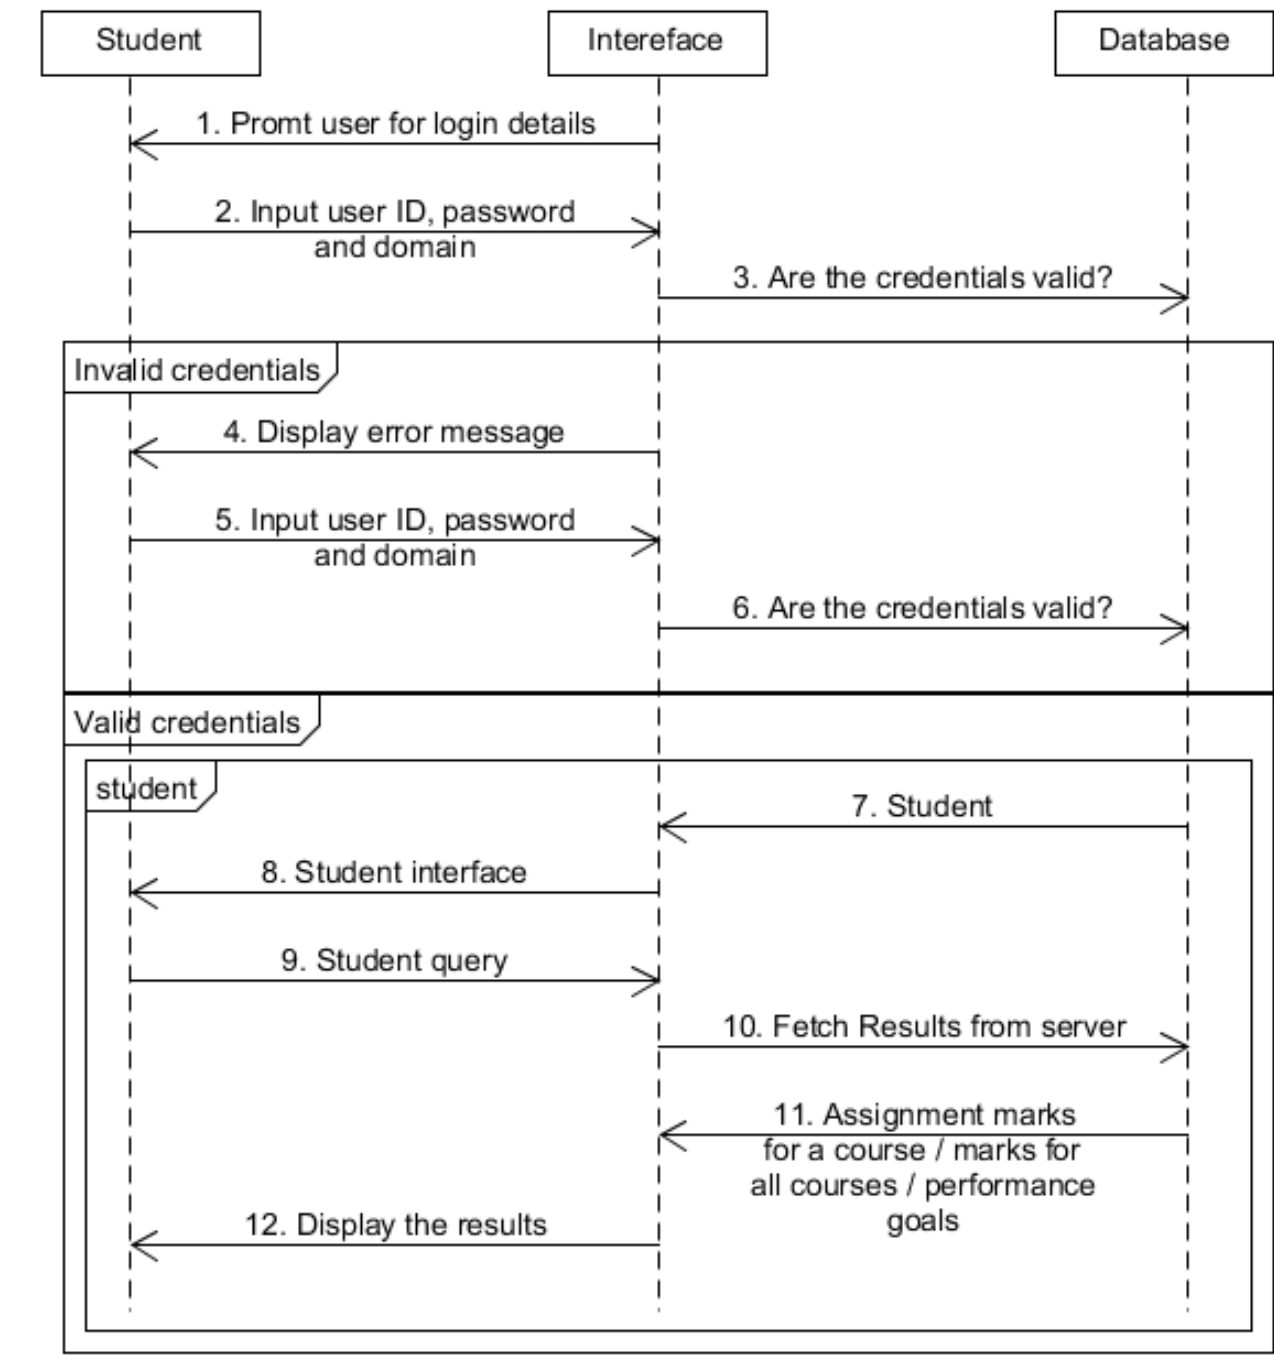 Student
Intereface
Database
1. Promt user for login details
2. Input user ID, password
and domain
3. Are the credentials valid?
Invalid credentials
4. Display error message
5. Input user ID, password
and domain
6. Are the credentials valid?
Valid credentials
student
7. Student
8. Student interface
9. Student query
10. Fetch Results from server
11. Assignment marks
for a course / marks for
all courses / performance
goals
12. Display the results